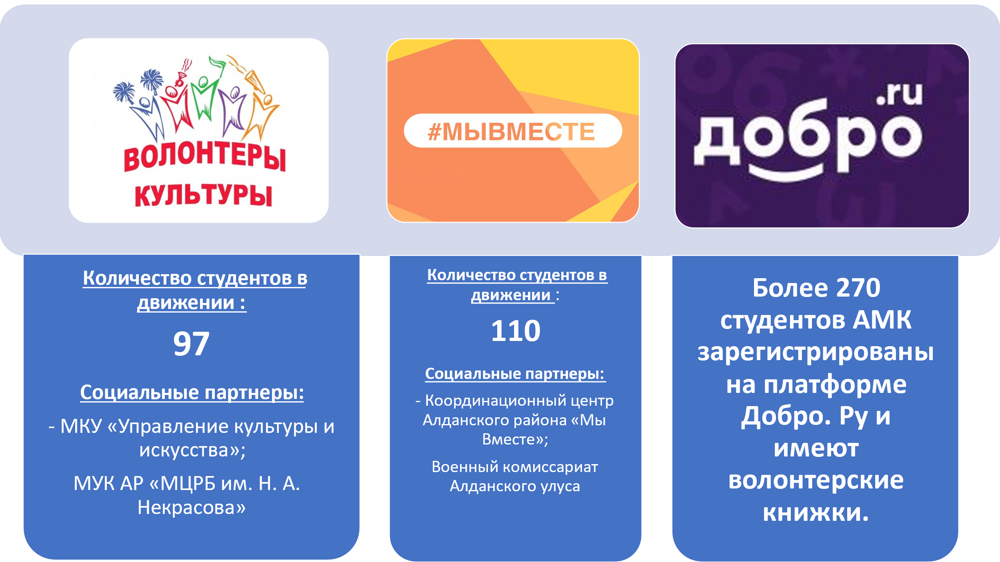 ВОЛОНТЕРЫ
КУЛЬТУРЫ
#МЫВМЕСТЕ
.ru
добро
Количество студентов в
движении :
97
Социальные партнеры:
- МКУ «Управление культуры и
искусства»;
МУК АР «МЦРБ им. Н. А.
Некрасова»
Количество студентов в
движении :
110
Социальные партнеры:
- Координационный центр
Алданского района «Мы
Вместе»;
Военный комиссариат
Алданского улуса
Более 270
студентов АМК
зарегистрированы
на платформе
Добро. Ру и
имеют
волонтерские
книжки.